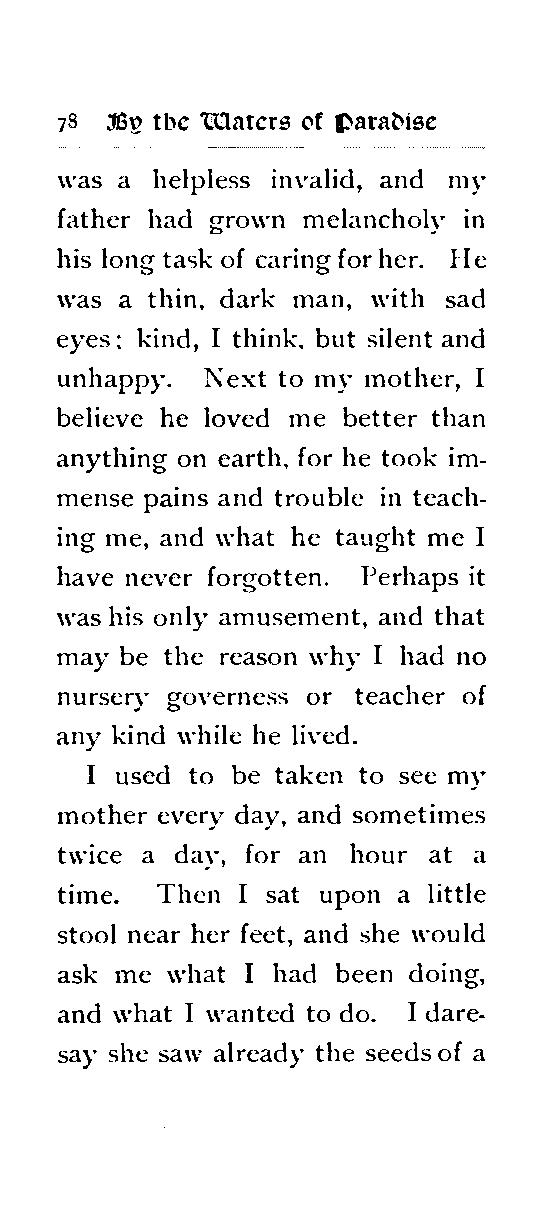 78 By the Waters of Paradise
was a helpless invalid, and my
father had grown melancholy in
his long task of caring for her. He
was a thin, dark man, with sad
eyes; kind, I think, but silent and
unhappy. Next to my mother, I
believe he loved me better than
anything on earth, for he took im-
mense pains and trouble in teach-
ing me, and what he taught me I
have never forgotten. Perhaps it
was his only amusement, and that
may be the reason why I had no
nursery governess or teacher of
any kind while he lived.
I used to be taken to see my
mother every day, and sometimes
twice a day, for an hour at a
time. Then I sat upon a little
stool near her feet, and she would
ask me what I had been doing,
and what I wanted to do. I dare-
say she saw already the seeds of a